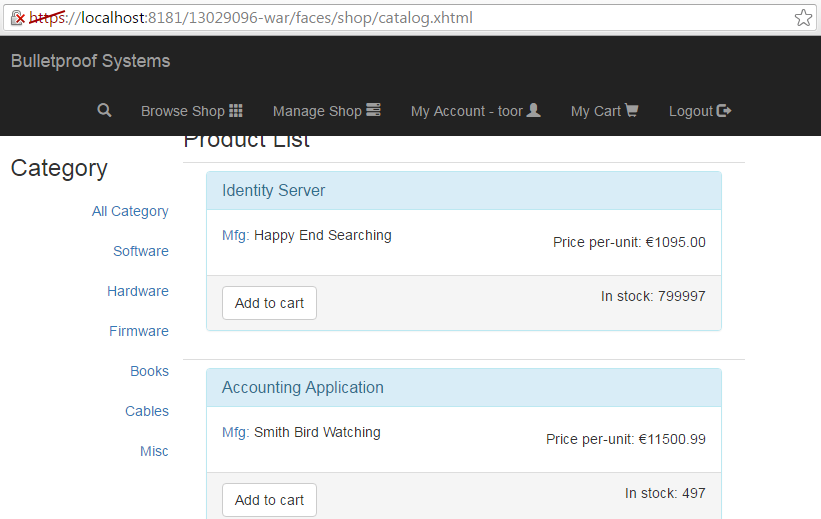 https://localhost:8181/13029096-war/faces/shop/catalog.xhtml
Bulletproof Systems
Browse Shop Manage Shop My Account - toor My Cart Logout
Product List
Category
All Category
Software
Hardware
Firmware
Books
Cables
Misc
Identity Server
Mfg: Happy End Searching
Price per-unit: €1095.00
Add to cart
In stock: 799997
Accounting Application
Mfg: Smith Bird Watching
Price per-unit: €11500.99
Add to cart
In stock: 497